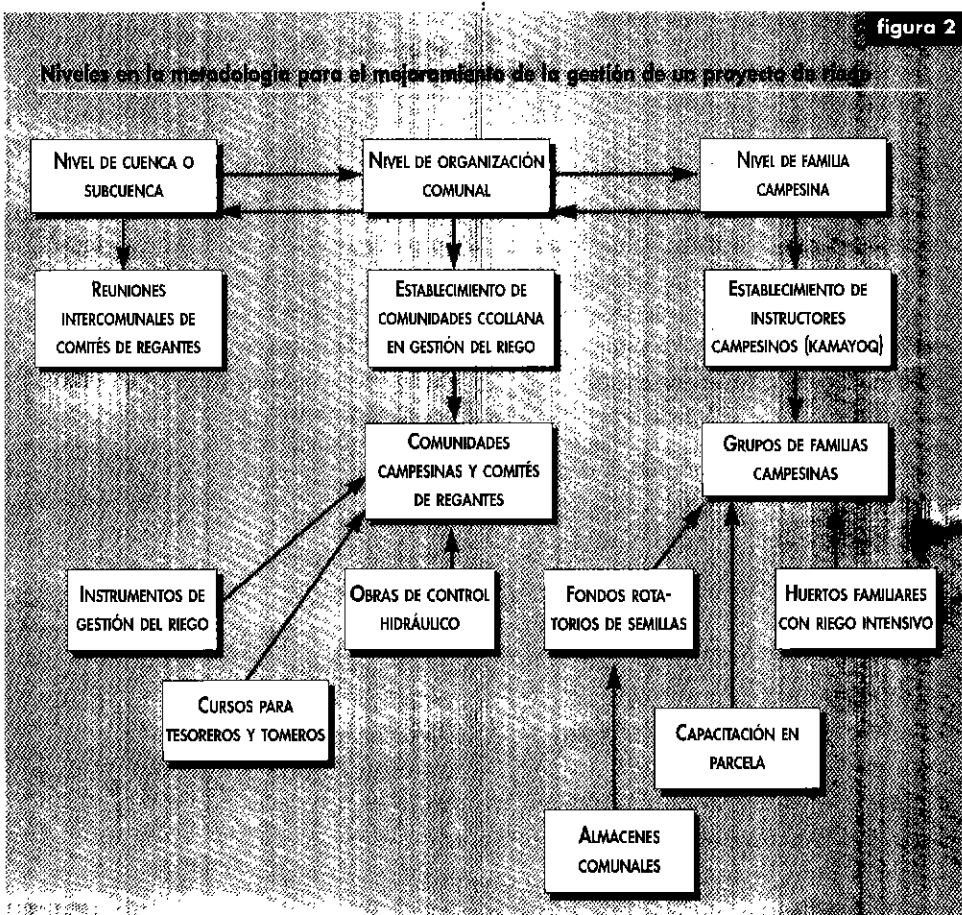 figura 2
Niveles en la metodología para el mejoramiento de la gestión de un proyecto de riego
NIVEL DE CUENCA O
SUBCUENCA
NIVEL DE ORGANIZACIÓN
COMUNAL
NIVEL DE FAMILIA
CAMPESINA
REUNIONES
INTERCOMUNALES DE
COMITÉS DE REGANTES
ESTABLECIMIENTO DE
COMUNIDADES CCOLLANA
EN GESTIÓN DEL RIEGO
ESTABLECIMIENTO DE
INSTRUCTORES
CAMPESINOS (KAMAYOQ)
COMUNIDADES
CAMPESINAS Y COMITÉS
DE REGANTES
GRUPOS DE FAMILIAS
CAMPESINAS
INSTRUMENTOS DE
GESTIÓN DEL RIEGO
OBRAS DE CONTROL
HIDRÁULICO
FONDOS ROTA-
TORIOS DE SEMILLAS
HUERTOS FAMILIARES
CON RIEGO INTENSIVO
CURSOS PARA
TESOREROS Y TOMEROS
CAPACITACIÓN EN
PARCELA
ALMACENES
COMUNALES